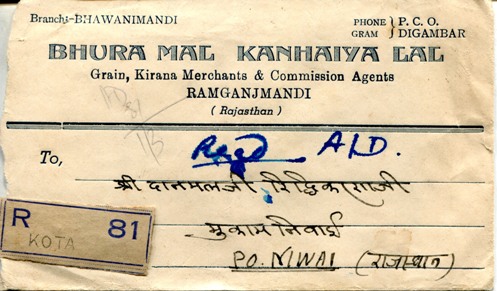 Branch:-BHAWANIMANDI
PHONE } P. C. O.
GRAM } DIGAMBAR
BHURA MAL KANHAIYA LAL
Grain, Kirana Merchants & Commission Agents
RAMGANJMANDI
(Rajasthan)
Regd A/D.
To,
श्री दानमलजी
मुकाम निवाई
PO. NIWAI (राजस्थान)
R 81
KOTA